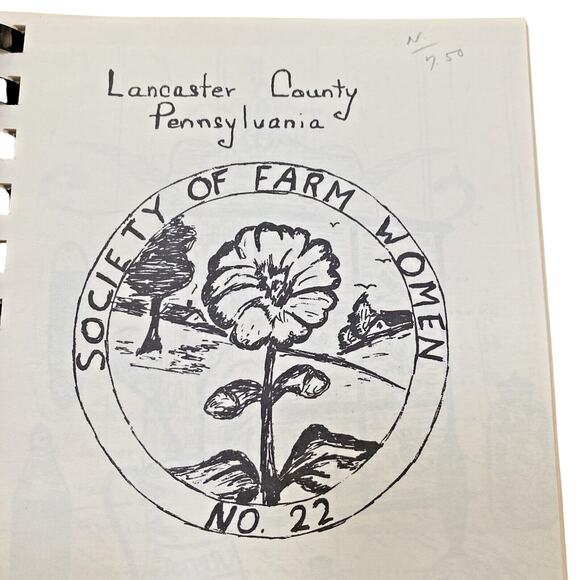 N.
7.50
Lancaster County
Pennsylvania
SOCIETY OF FARM WOMEN
NO. 22